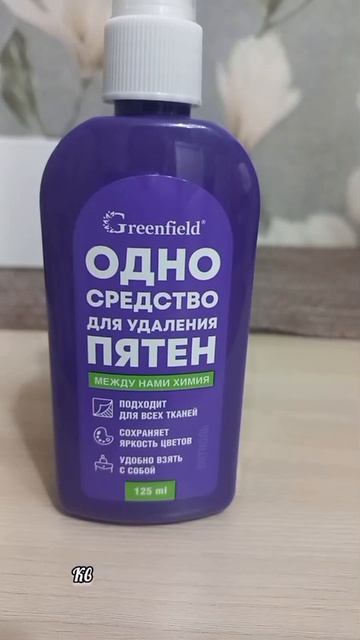 Greenfield®
ОДНО
СРЕДСТВО
ДЛЯ УДАЛЕНИЯ
ПЯТЕН
МЕЖДУ НАМИ ХИМИЯ
ПОДХОДИТ
ДЛЯ ВСЕХ ТКАНЕЙ
СОХРАНЯЕТ
ЯРКОСТЬ ЦВЕТОВ
УДОБНО ВЗЯТЬ
С СОБОЙ
125 ml
Кв